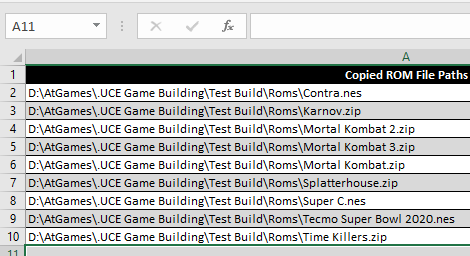 A11
fx
A
1 Copied ROM File Paths
2 D:\AtGames\.UCE Game Building\Test Build\Roms\Contra.nes
3 D:\AtGames\.UCE Game Building\Test Build\Roms\Karnov.zip
4 D:\AtGames\.UCE Game Building\Test Build\Roms\Mortal Kombat 2.zip
5 D:\AtGames\.UCE Game Building\Test Build\Roms\Mortal Kombat 3.zip
6 D:\AtGames\.UCE Game Building\Test Build\Roms\Mortal Kombat.zip
7 D:\AtGames\.UCE Game Building\Test Build\Roms\Splatterhouse.zip
8 D:\AtGames\.UCE Game Building\Test Build\Roms\Super C.nes
9 D:\AtGames\.UCE Game Building\Test Build\Roms\Tecmo Super Bowl 2020.nes
10 D:\AtGames\.UCE Game Building\Test Build\Roms\Time Killers.zip
11